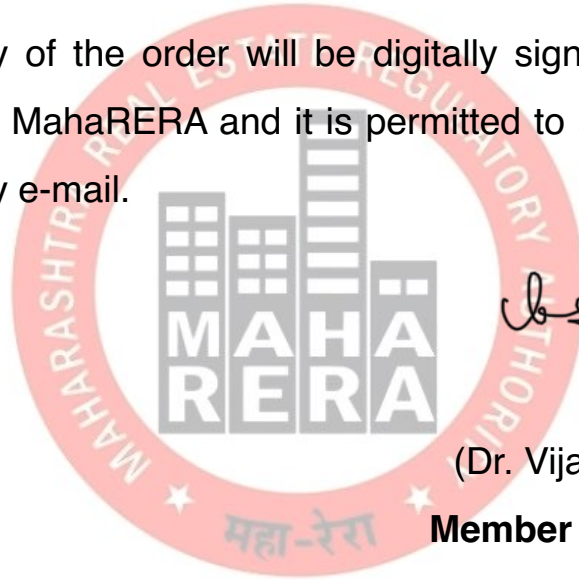 y of the order will be digitally sign
MahaRERA and it is permitted to
y e-mail.
MAHARASHTRA REAL ESTATE REGULATORY AUTHORITY
MAHA
RERA
महा-रेरा
(Dr. Vija
Member